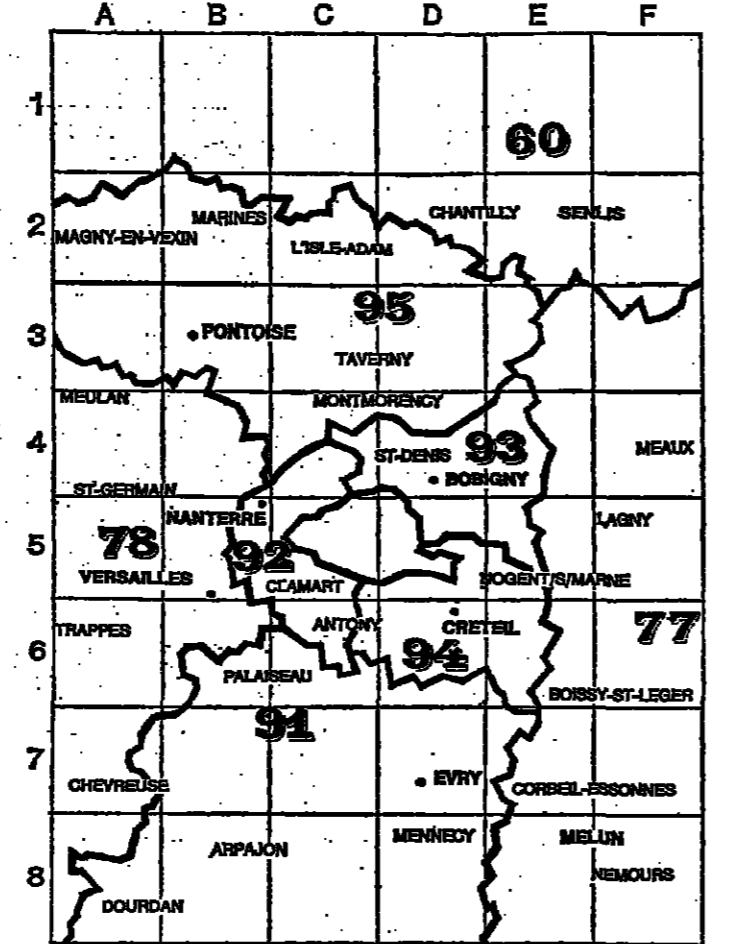 A B C D E F
1
60
2
MARINES
CHANTILLY
SENLIS
MAGNY-EN-VEXIN
L'ISLE-ADAM
95
3
PONTOISE
TAVERNY
MEULAN
MONTMORENCY
4
ST-DENIS
93
MEAUX
BOBIGNY
ST-GERMAIN
NANTERRE
LAGNY
78
5
92
VERSAILLES
CLAMART
NOGENT/S/MARNE
TRAPPES
ANTONY
CRETEIL
77
6
94
PALAISEAU
BOISSY-ST-LEGER
91
7
CHEVREUSE
EVRY
CORBEIL-ESSONNES
MENNECY
MELUN
ARPAJON
8
NEMOURS
DOURDAN